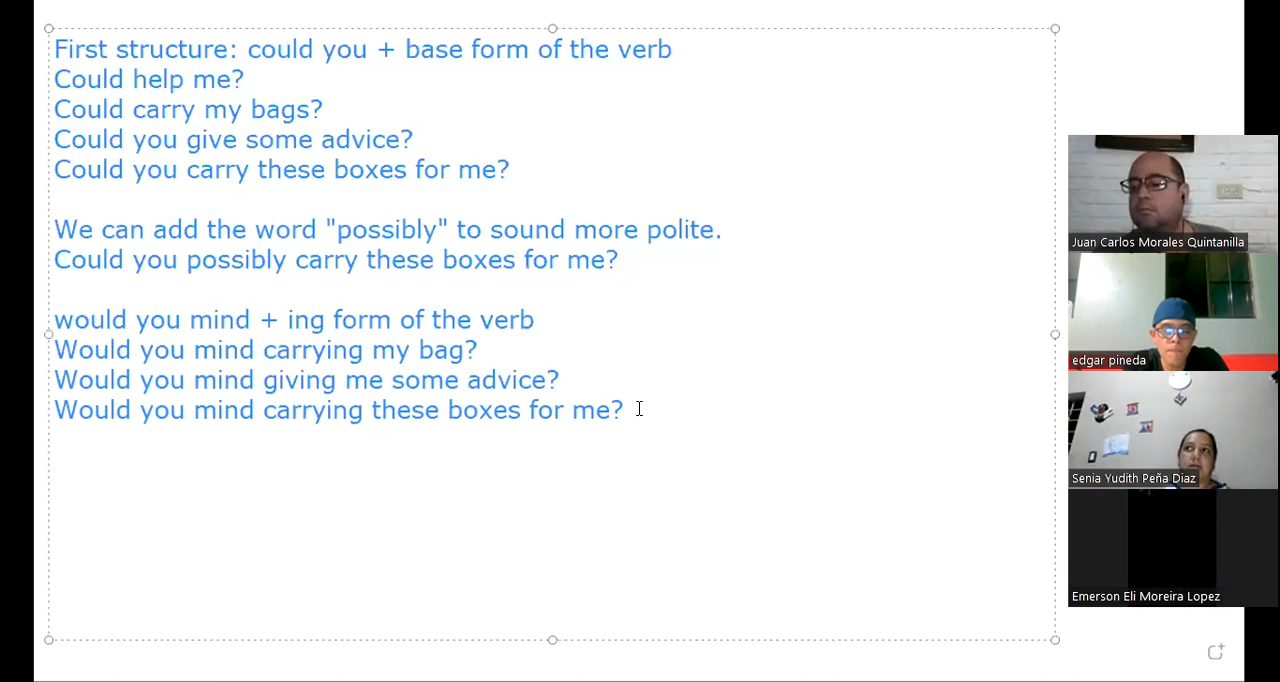 First structure: could you + base form of the verb
Could help me?
Could carry my bags?
Could you give some advice?
Could you carry these boxes for me?
We can add the word "possibly" to sound more polite.
Could you possibly carry these boxes for me?
would you mind + ing form of the verb
Would you mind carrying my bag?
Would you mind giving me some advice?
Would you mind carrying these boxes for me?
Juan Carlos Morales Quintanilla
edgar pineda
Senia Yudith Peña Diaz
Emerson Eli Moreira Lopez